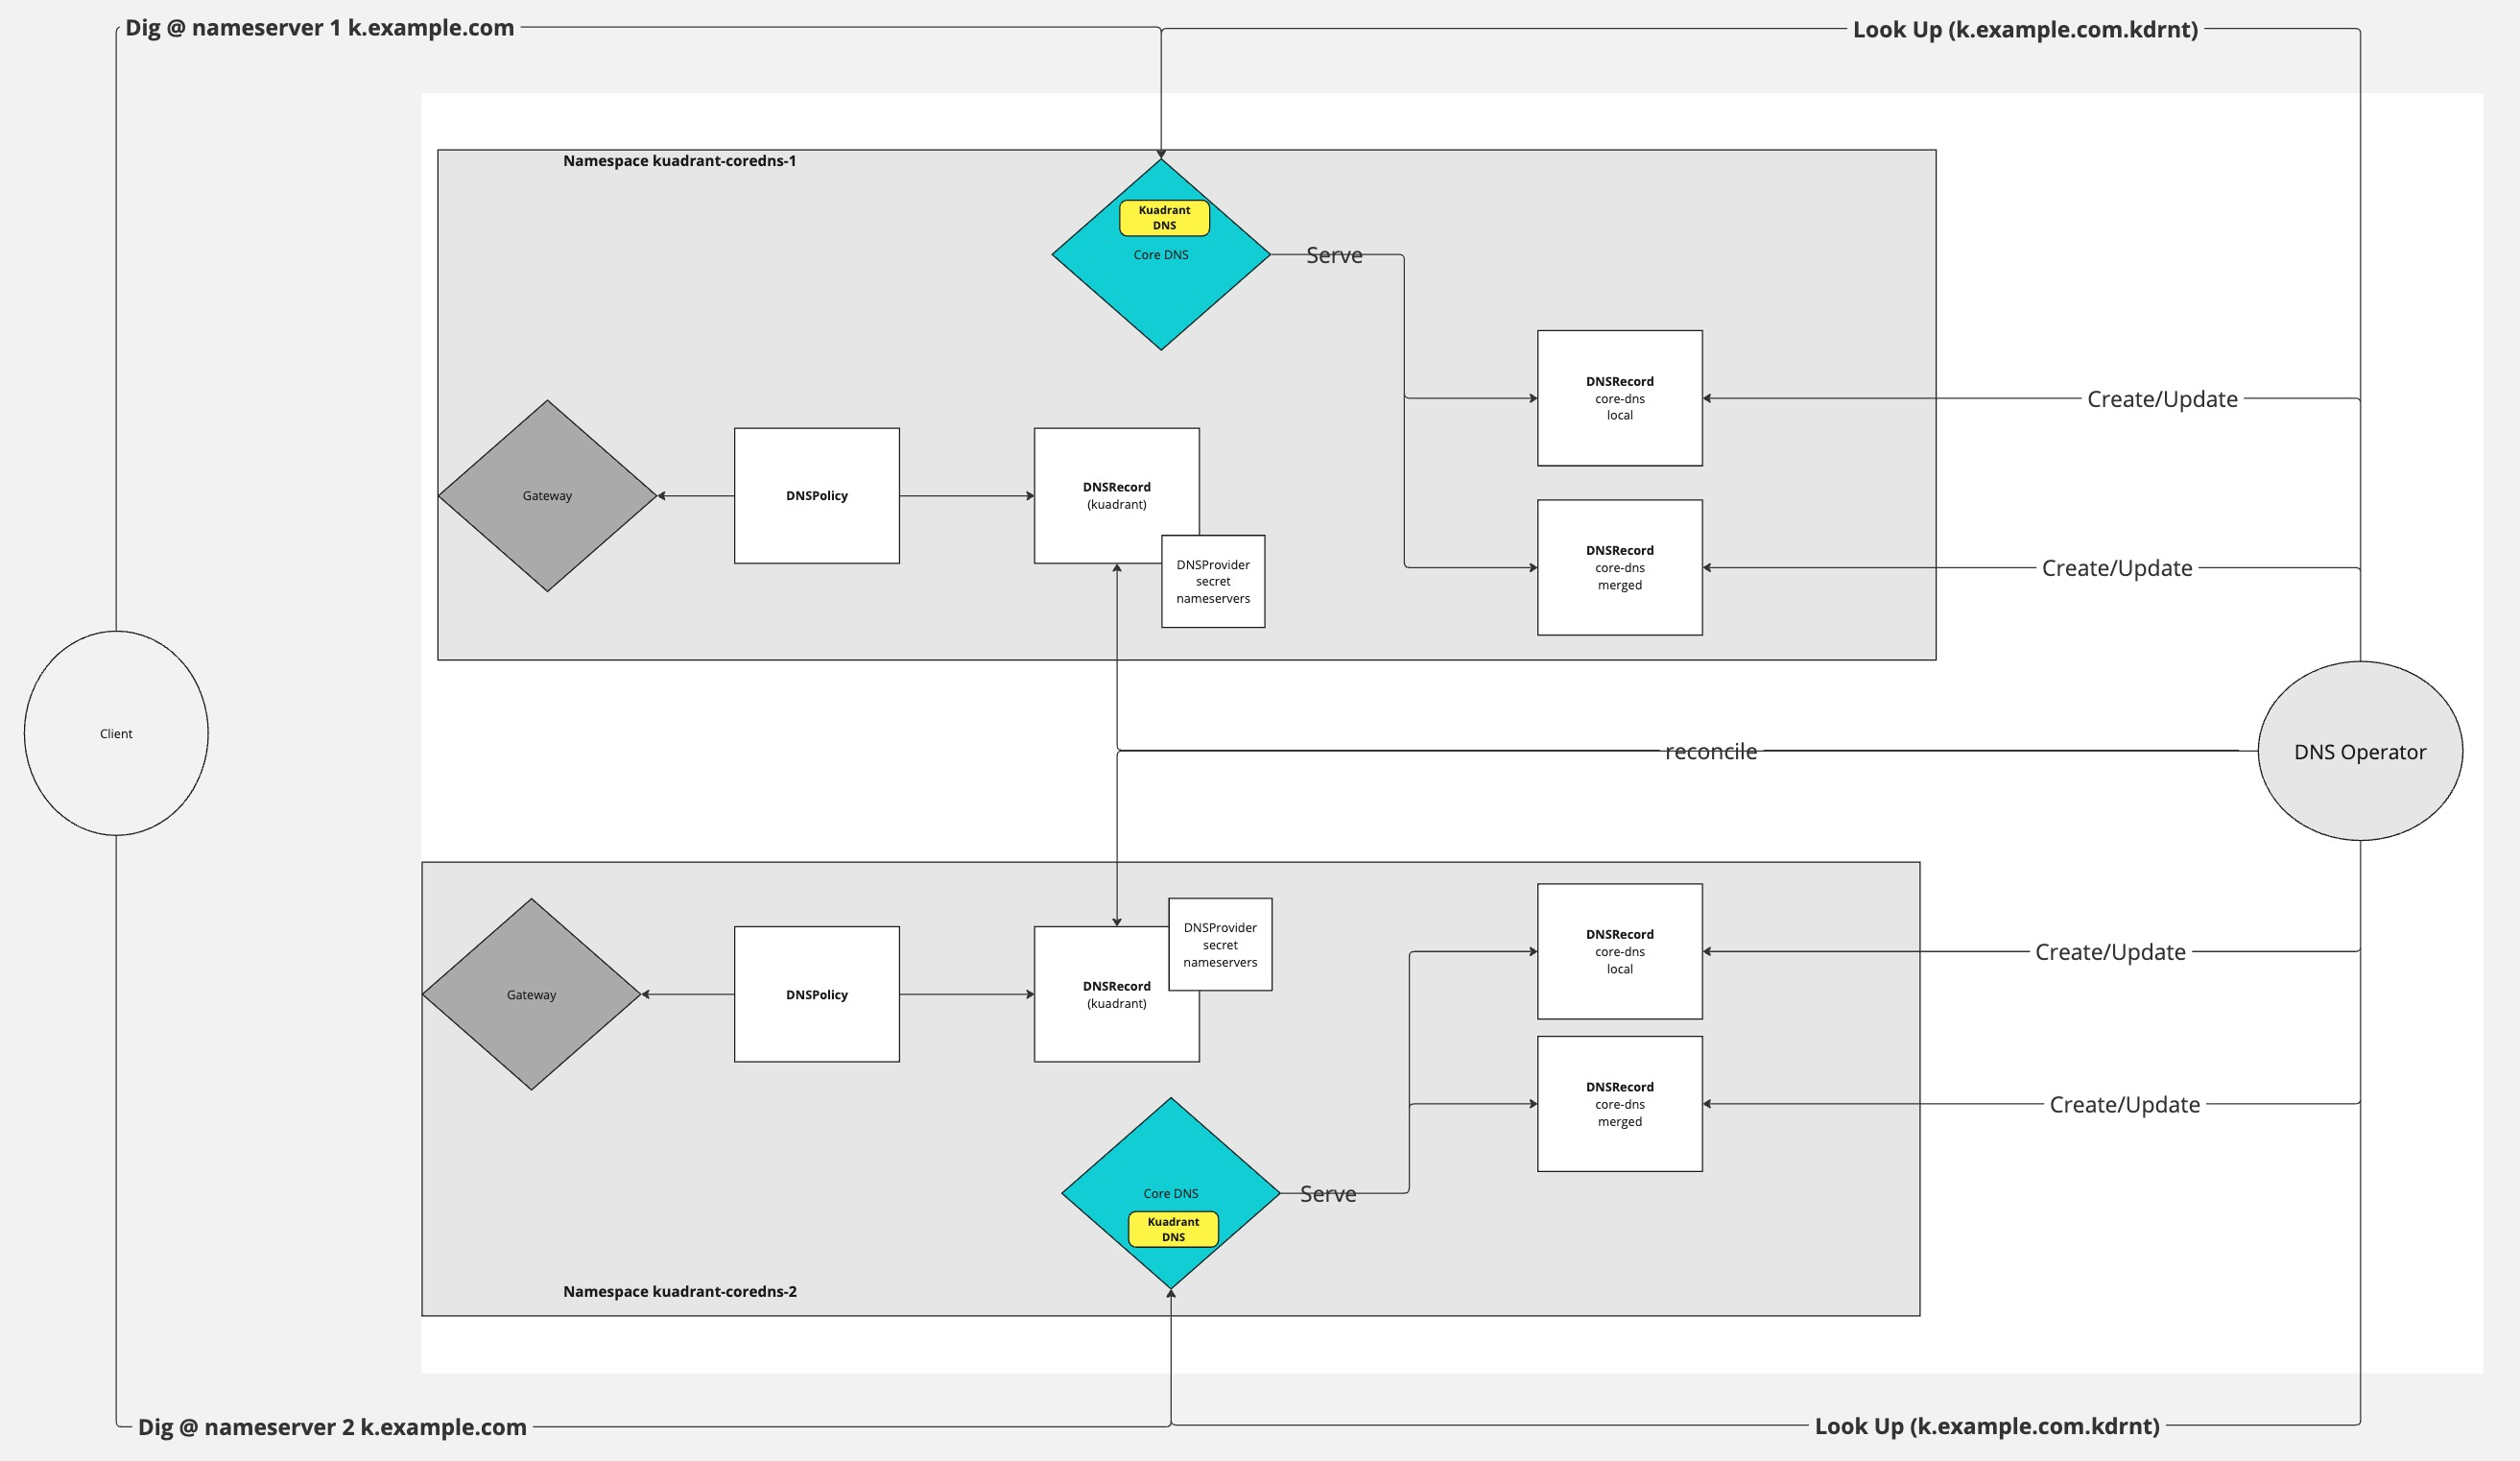 Dig @ nameserver 1 k.example.com
Look Up (k.example.com.kdrnt)
Namespace kuadrant-coredns-1
Kuadrant
DNS
Core DNS
Serve
DNSRecord
core-dns
local
Create/Update
Gateway
DNSPolicy
DNSRecord
(kuadrant)
DNSProvider
secret
nameservers
DNSRecord
core-dns
merged
Create/Update
Client
reconcile
DNS Operator
DNSProvider
secret
nameservers
Gateway
DNSPolicy
DNSRecord
(kuadrant)
DNSRecord
core-dns
local
Create/Update
DNSRecord
core-dns
merged
Create/Update
Core DNS
Kuadrant
DNS
Serve
Namespace kuadrant-coredns-2
Dig @ nameserver 2 k.example.com
Look Up (k.example.com.kdrnt)